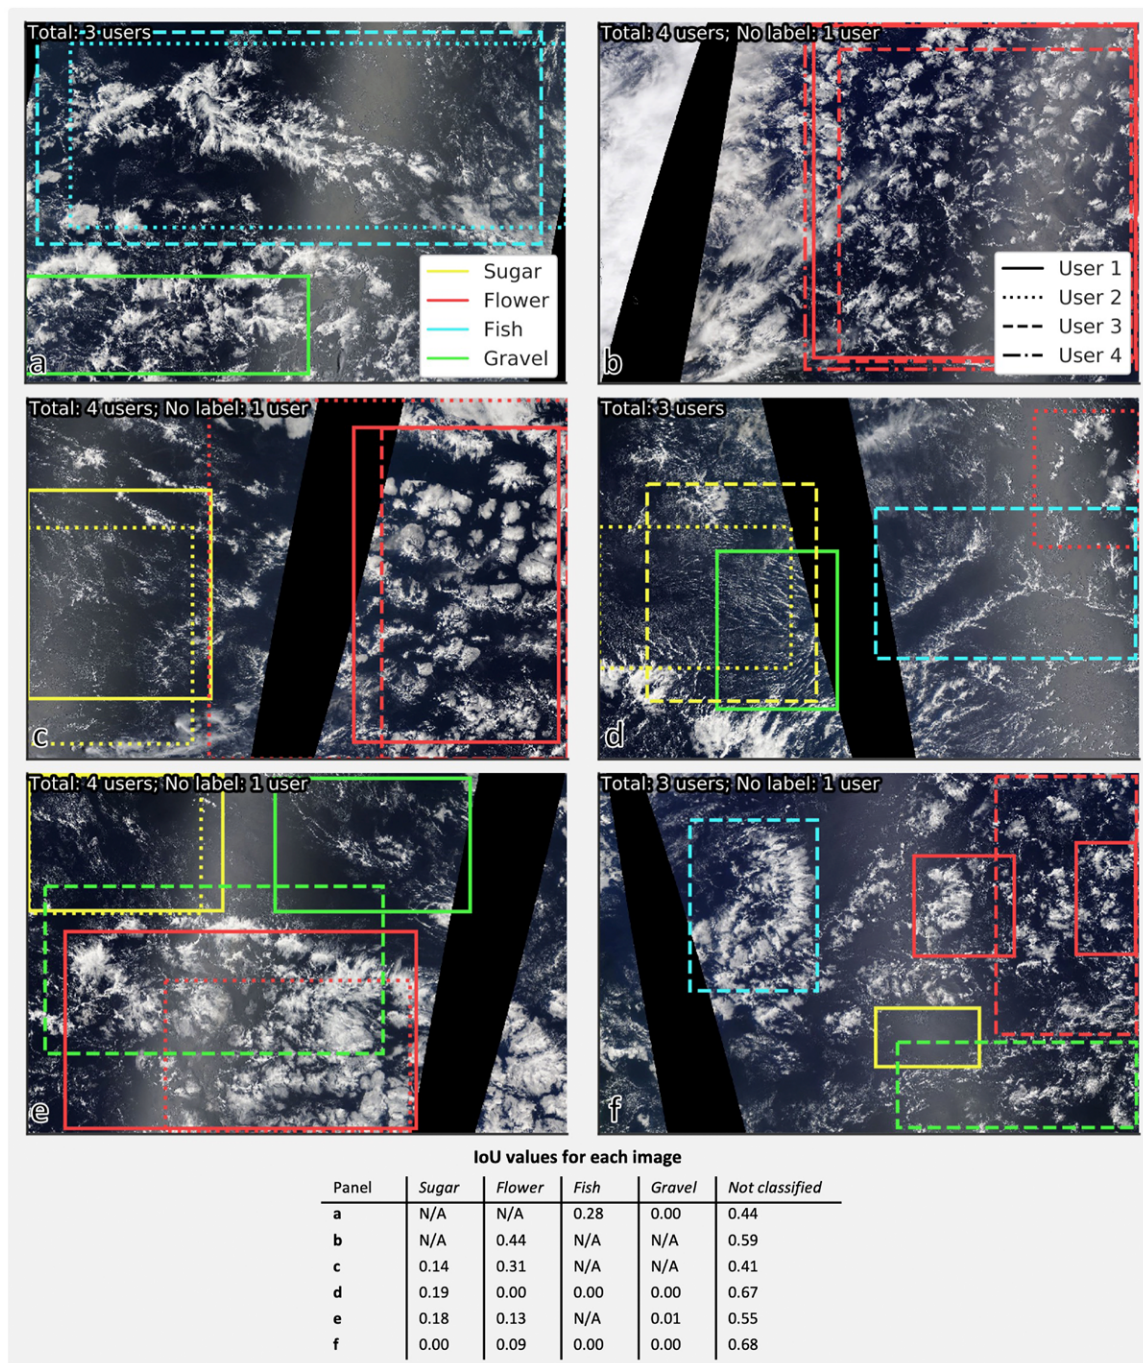 Total: 3 users
Sugar
Flower
Fish
Gravel
a
Total: 4 users; No label: 1 user
User 1
User 2
User 3
User 4
b
Total: 4 users; No label: 1 user
c
Total: 3 users
d
Total: 4 users; No label: 1 user
e
Total: 3 users; No label: 1 user
f
IoU values for each image
Panel Sugar Flower Fish Gravel Not classified
a N/A N/A 0.28 0.00 0.44
b N/A 0.44 N/A N/A 0.59
c 0.14 0.31 N/A N/A 0.41
d 0.19 0.00 0.00 0.00 0.67
e 0.18 0.13 N/A 0.01 0.55
f 0.00 0.09 0.00 0.00 0.68